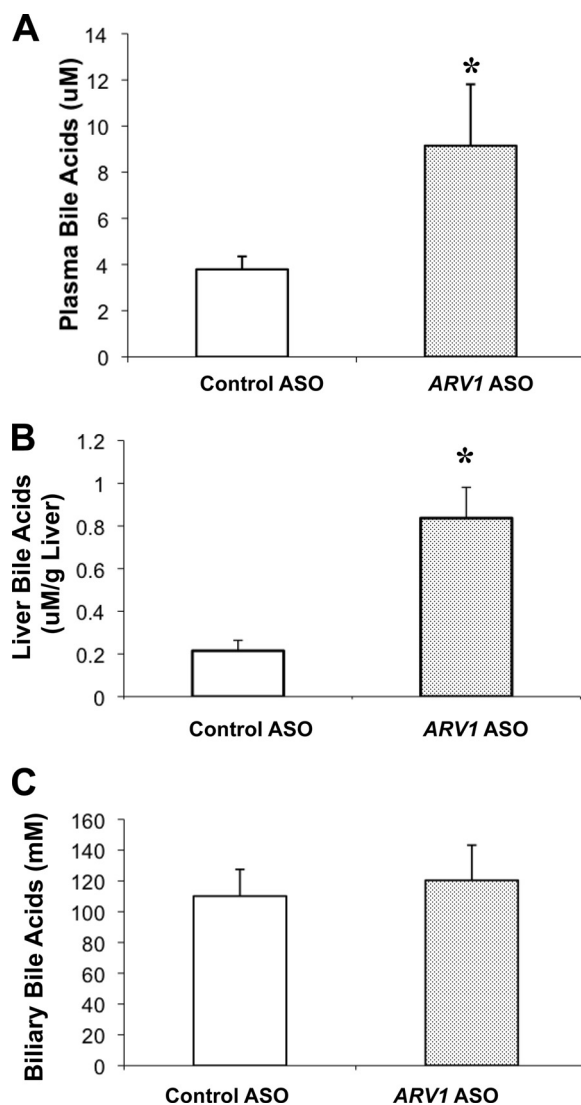 A
Plasma Bile Acids (uM)
14
12
10
8
6
4
2
0
*
Control ASO
ARV1 ASO
B
Liver Bile Acids
(uM/g Liver)
1.2
1
0.8
0.6
0.4
0.2
0
*
Control ASO
ARV1 ASO
C
Biliary Bile Acids (mM)
160
140
120
100
80
60
40
20
0
Control ASO
ARV1 ASO